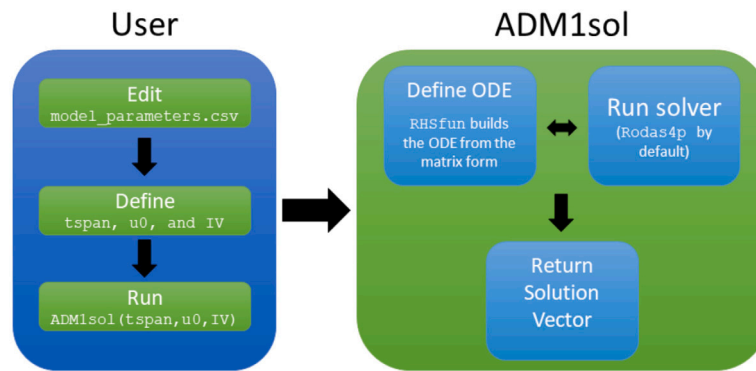 User
Edit
model_parameters.csv
Define
tspan, u0, and IV
Run
ADM1sol(tspan,u0,IV)
ADM1sol
Define ODE
RHSfun builds
the ODE from the
matrix form
Run solver
(Rodas4p by
default)
Return
Solution
Vector